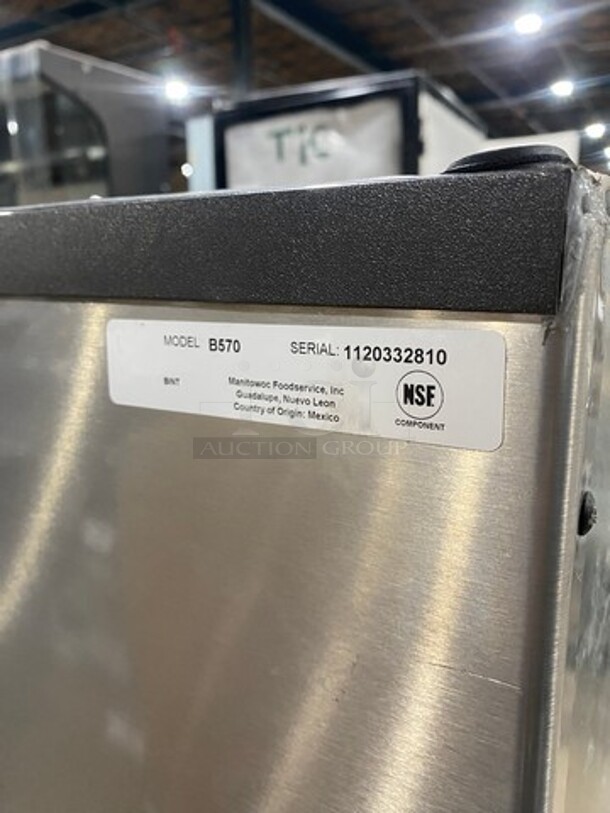 TIC
MODEL B570 SERIAL: 1120332810
BINT
Manitowoc Foodservice, Inc
Guadalupe, Nuevo Leon
Country of Origin: Mexico
NSF
COMPONENT
AUCTION GROUP